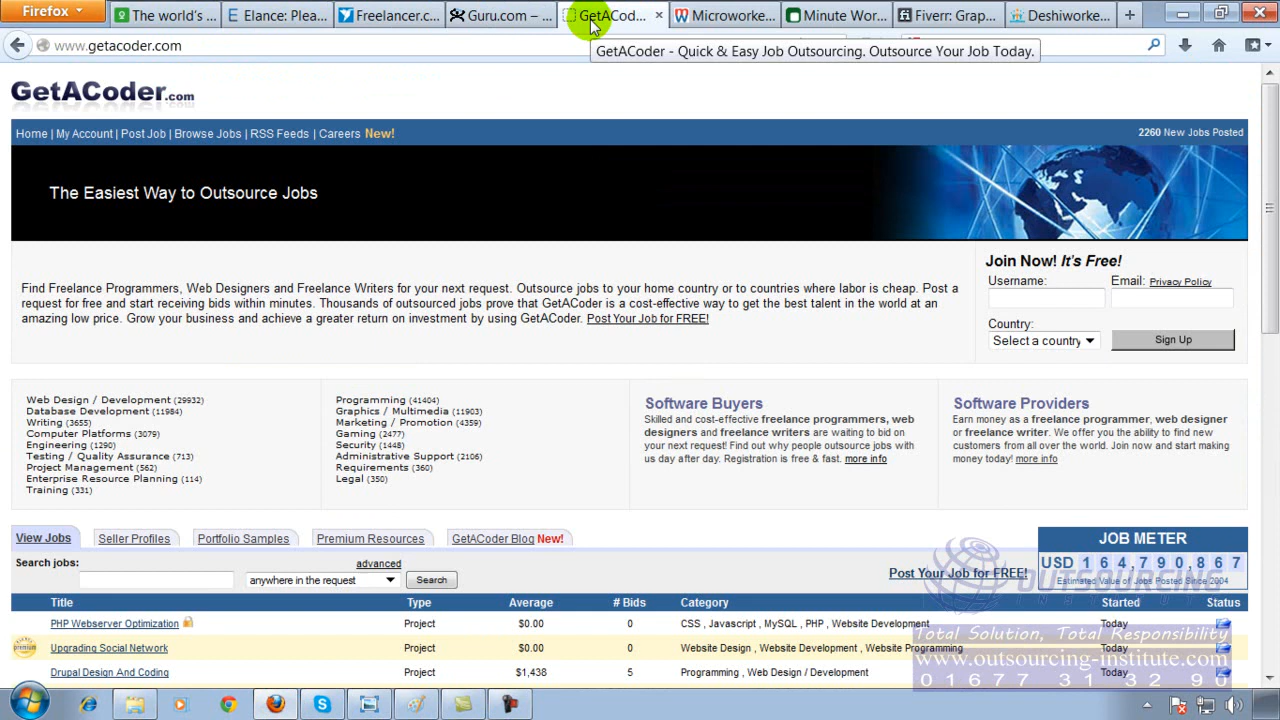 Firefox
The world's ...
Elance: Plea...
Freelancer.c...
Guru.com – ...
GetACod...
Microworke...
Minute Wor...
Fiverr: Grap...
Deshiworke...
www.getacoder.com
GetACoder - Quick & Easy Job Outsourcing. Outsource Your Job Today.
GetACoder.com
Home | My Account | Post Job | Browse Jobs | RSS Feeds | Careers New!
2260 New Jobs Posted
The Easiest Way to Outsource Jobs
Find Freelance Programmers, Web Designers and Freelance Writers for your next request. Outsource jobs to your home country or to countries where labor is cheap. Post a
request for free and start receiving bids within minutes. Thousands of outsourced jobs prove that GetACoder is a cost-effective way to get the best talent in the world at an
amazing low price. Grow your business and achieve a greater return on investment by using GetACoder. Post Your Job for FREE!
Join Now! It's Free!
Username:
Email: Privacy Policy
Country:
Select a country
Sign Up
Web Design / Development (29932)
Database Development (11984)
Writing (3655)
Computer Platforms (3079)
Engineering (1290)
Testing / Quality Assurance (713)
Project Management (562)
Enterprise Resource Planning (114)
Training (331)
Programming (41404)
Graphics / Multimedia (11903)
Marketing / Promotion (4359)
Gaming (2477)
Security (1448)
Administrative Support (2106)
Requirements (360)
Legal (350)
Software Buyers
Skilled and cost-effective freelance programmers, web
designers and freelance writers are waiting to bid on
your next request! Find out why people outsource jobs with
us day after day. Registration is free & fast. more info
Software Providers
Earn money as a freelance programmer, web designer
or freelance writer. We offer you the ability to find new
customers from all over the world. Join now and start making
money today! more info
View Jobs
Seller Profiles
Portfolio Samples
Premium Resources
GetACoder Blog New!
JOB METER
USD 164,790,867
Estimated Value of Jobs Posted Since 2004
Search jobs:
advanced
anywhere in the request
Search
Post Your Job for FREE!
OUTSOURCING
Title Type Average # Bids Category Started Status
PHP Webserver Optimization Project $0.00 0 CSS , Javascript , MySQL , PHP , Website Development Today
premium Upgrading Social Network Project $0.00 0 Website Design , Website Development , Website Programming Today
Drupal Design And Coding Project $1,438 5 Programming , Web Design / Development Today
Total Solution, Total Responsibility
www.outsourcing-institute.com
01677 31 32 90